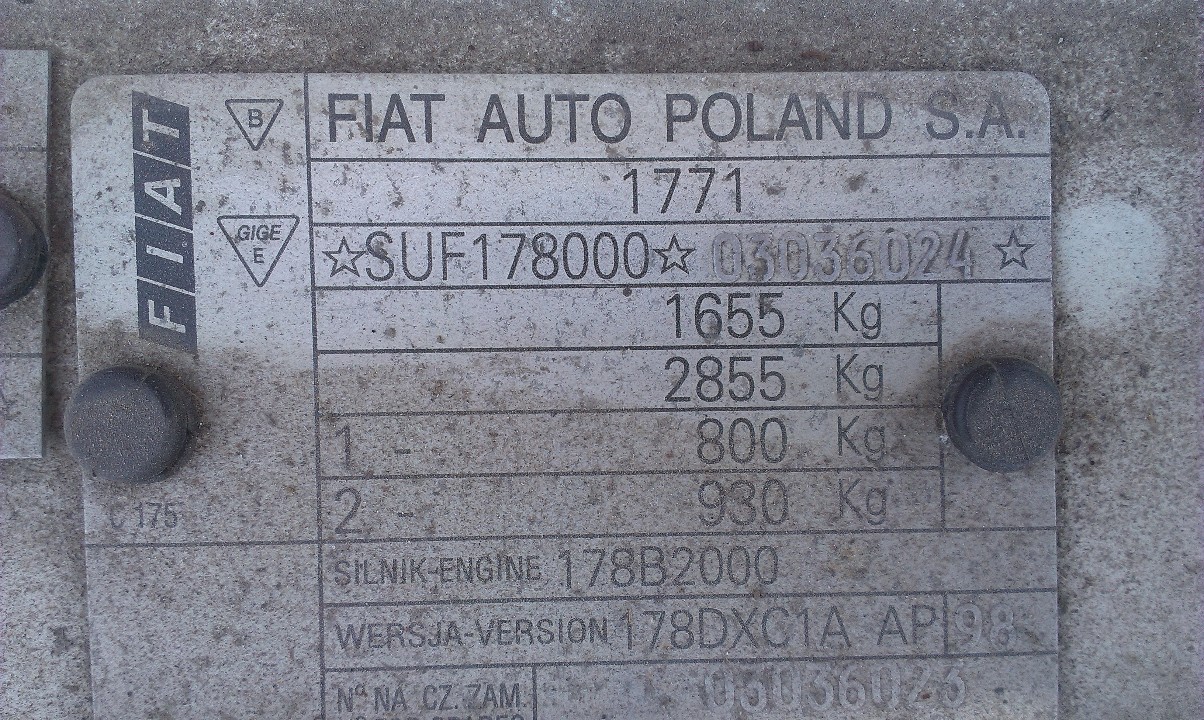 FIAT
B
FIAT AUTO POLAND S.A.
1771
GIGE
E
☆SUF178000☆ 03036024 ☆
1655 Kg
2855 Kg
1 - 800 Kg
2 - 930 Kg
C 175
SILNIK-ENGINE 178B2000
WERSJA-VERSION 178DXC1A AP 98
Nº NA CZ. ZAM. 03036023